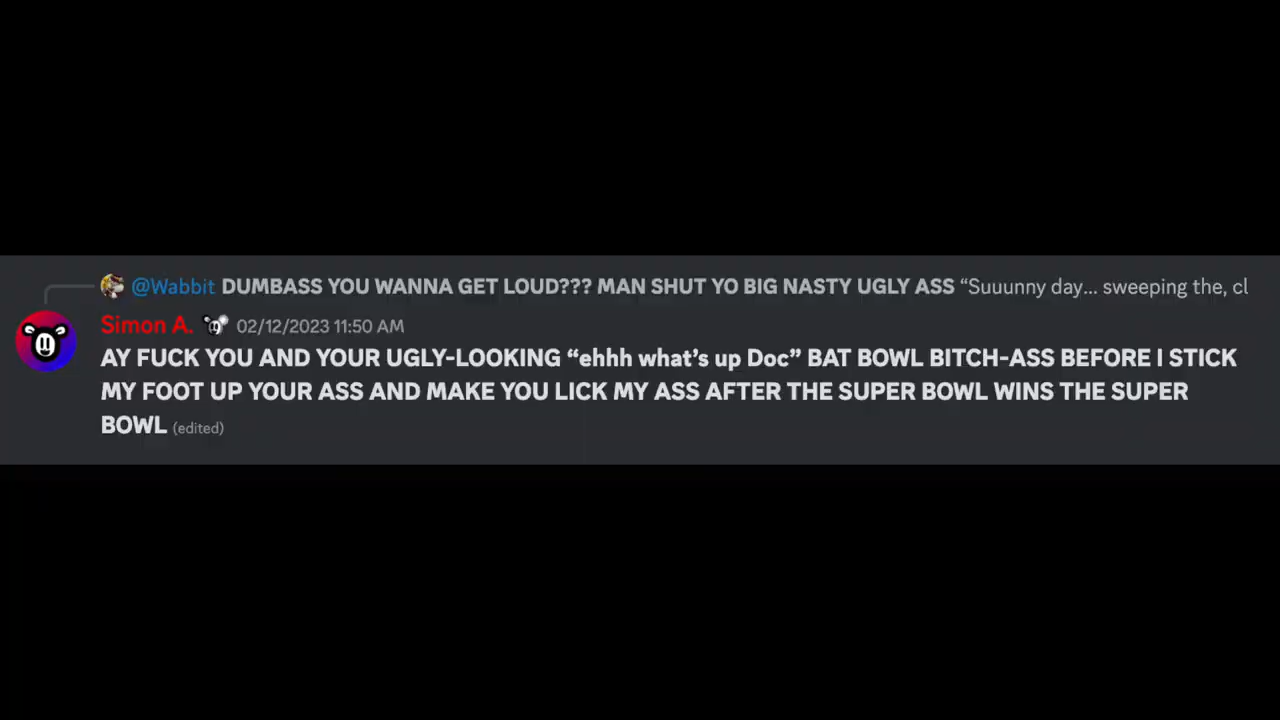 @Wabbit DUMBASS YOU WANNA GET LOUD??? MAN SHUT YO BIG NASTY UGLY ASS “Suuunny day... sweeping the, cl
Simon A. 02/12/2023 11:50 AM
AY FUCK YOU AND YOUR UGLY-LOOKING “ehhh what’s up Doc” BAT BOWL BITCH-ASS BEFORE I STICK
MY FOOT UP YOUR ASS AND MAKE YOU LICK MY ASS AFTER THE SUPER BOWL WINS THE SUPER
BOWL (edited)